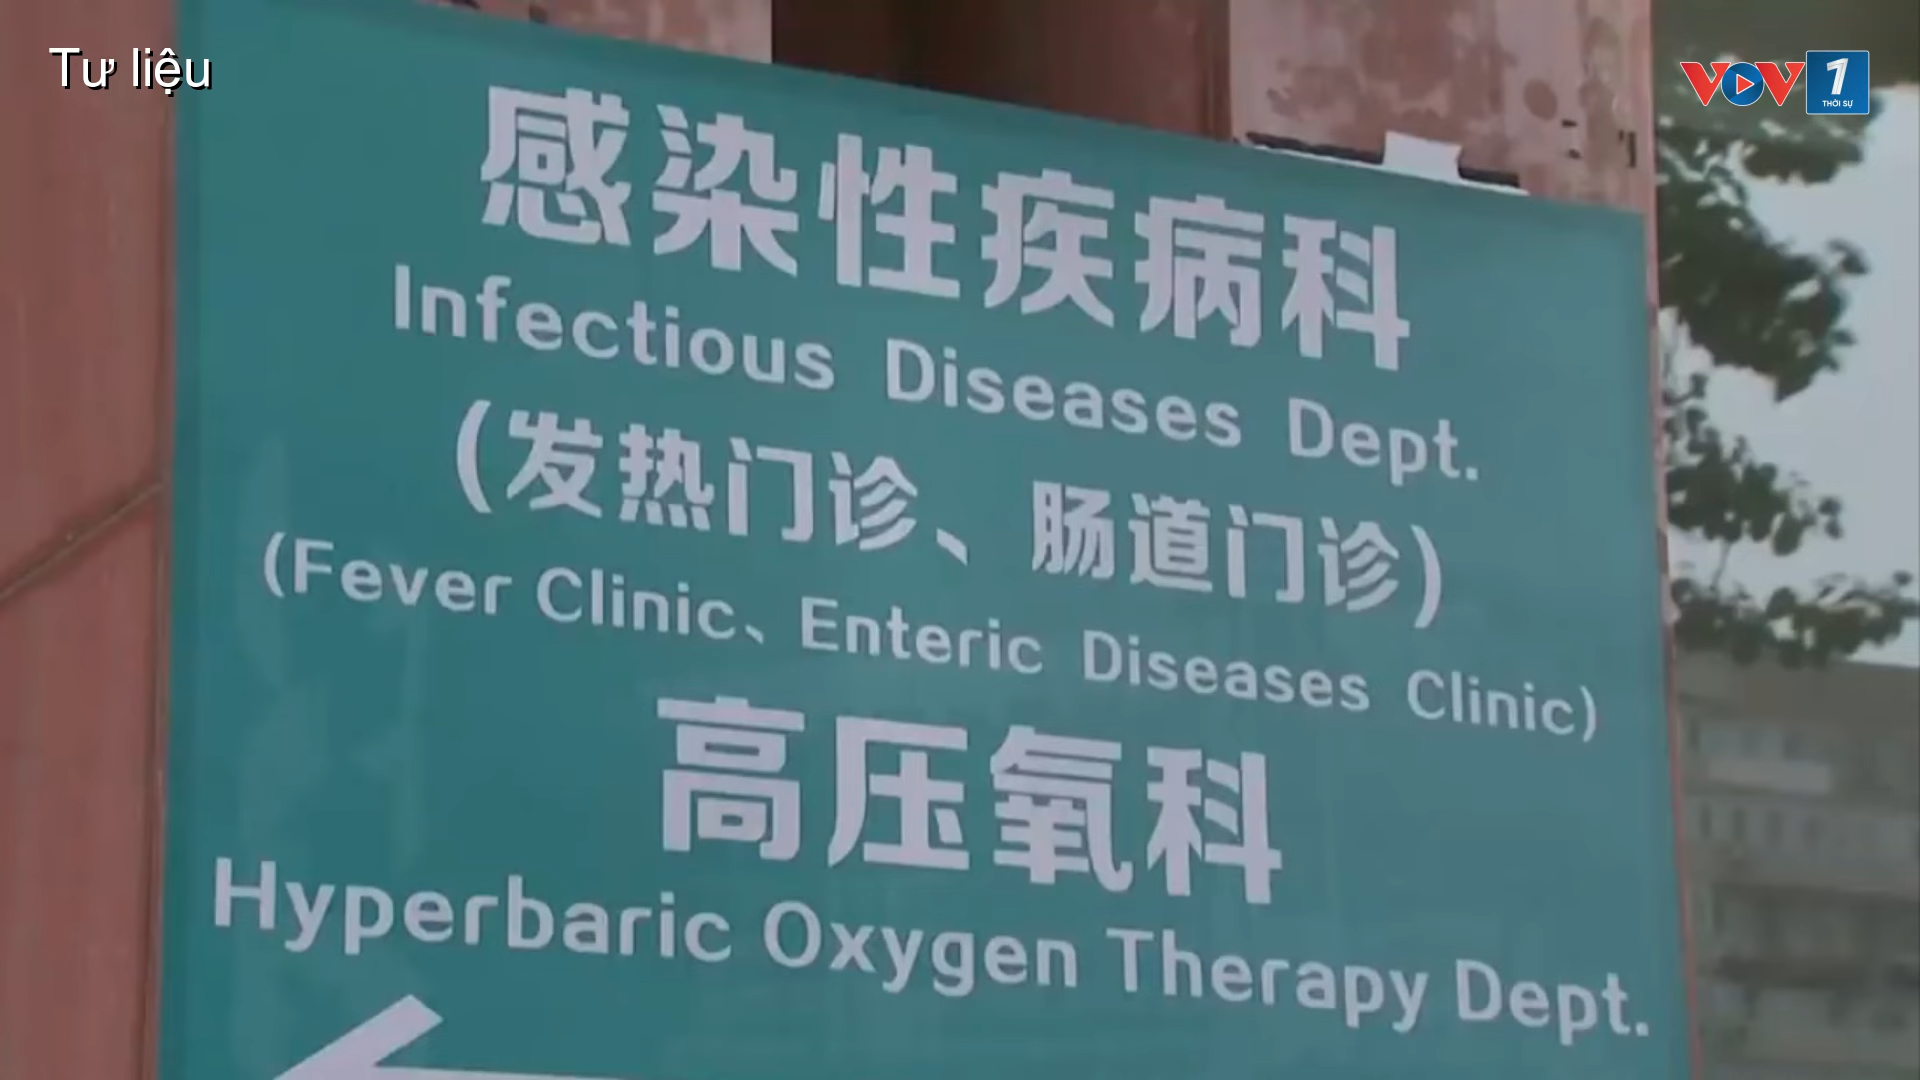 Tư liệu
VOV 1
THỜI SỰ
感染性疾病科
Infectious Diseases Dept.
(发热门诊、肠道门诊)
(Fever Clinic、Enteric Diseases Clinic)
高压氧科
Hyperbaric Oxygen Therapy Dept.